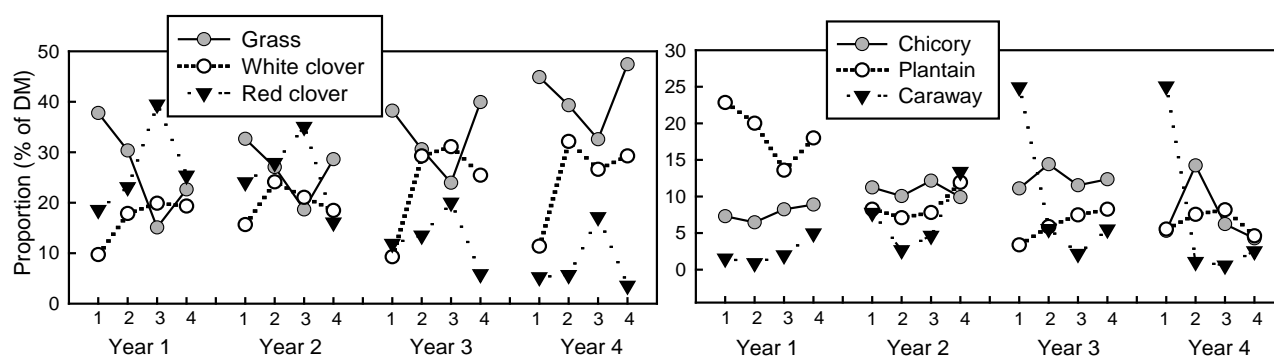 Proportion (% of DM)
50
40
30
20
10
0
Grass
White clover
Red clover
1 2 3 4 1 2 3 4 1 2 3 4 1 2 3 4
Year 1 Year 2 Year 3 Year 4
30
25
20
15
10
5
0
Chicory
Plantain
Caraway
1 2 3 4 1 2 3 4 1 2 3 4 1 2 3 4
Year 1 Year 2 Year 3 Year 4